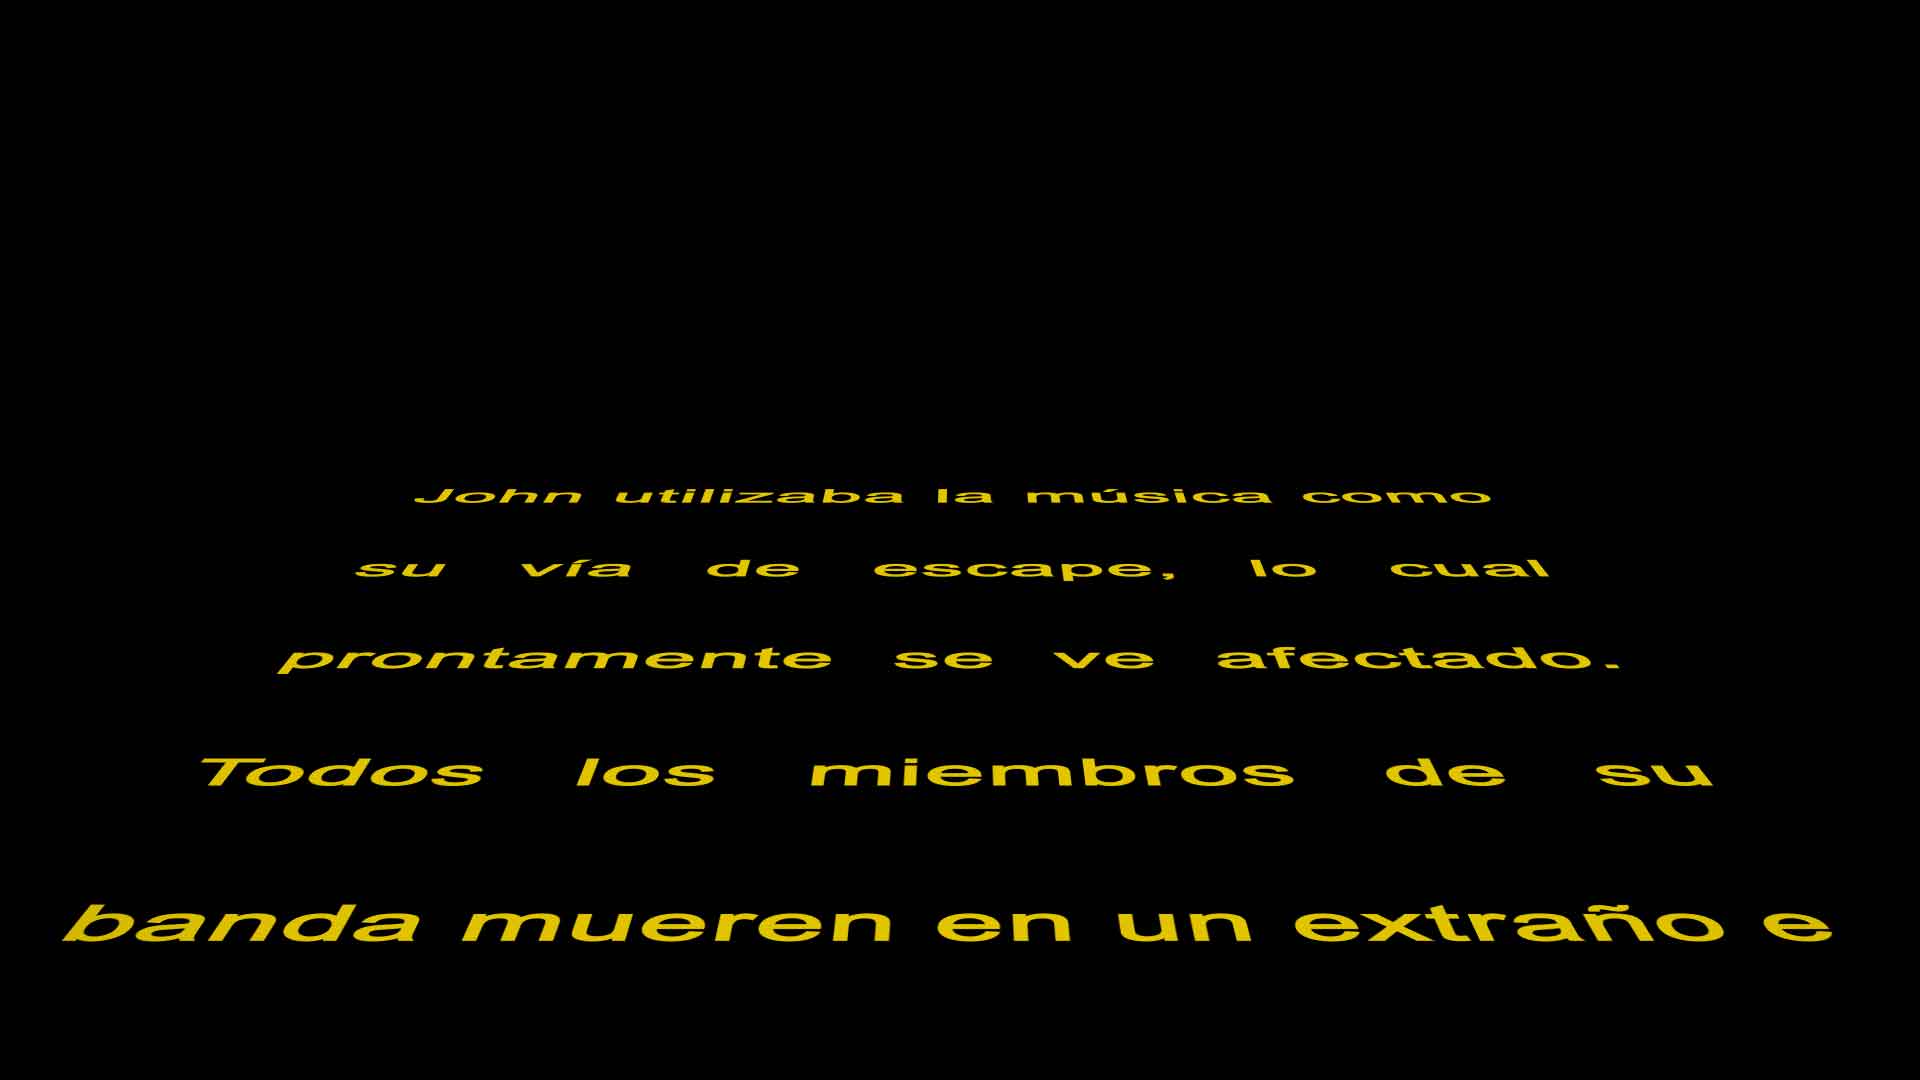 John utilizaba la música como
su vía de escape, lo cual
prontamente se ve afectado.
Todos los miembros de su
banda mueren en un extraño e